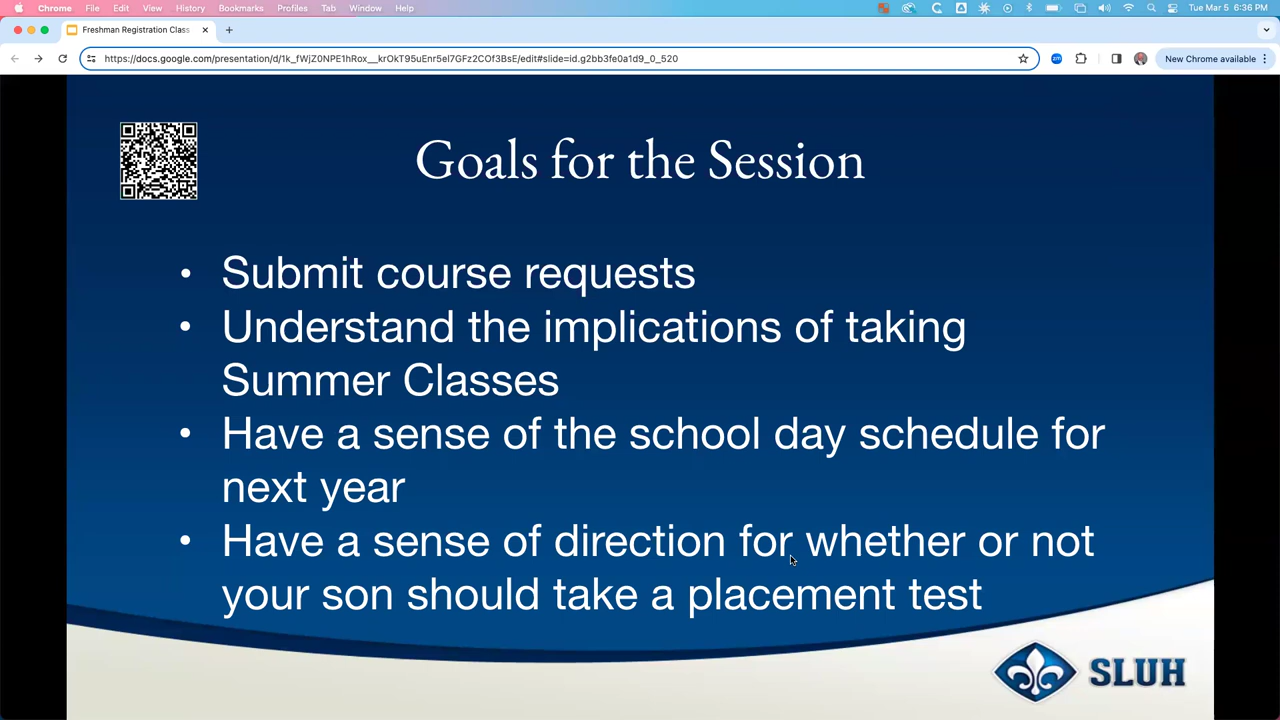 Chrome File Edit View History Bookmarks Profiles Tab Window Help Tue Mar 5 6:36 PM
Freshman Registration Class
https://docs.google.com/presentation/d/1k_fWjZ0NPE1hRox__krOkT95uEnr5el7GFz2COf3BsE/edit#slide=id.g2bb3fe0a1d9_0_520 New Chrome available
Goals for the Session
• Submit course requests
• Understand the implications of taking
Summer Classes
• Have a sense of the school day schedule for
next year
• Have a sense of direction for whether or not
your son should take a placement test
SLUH